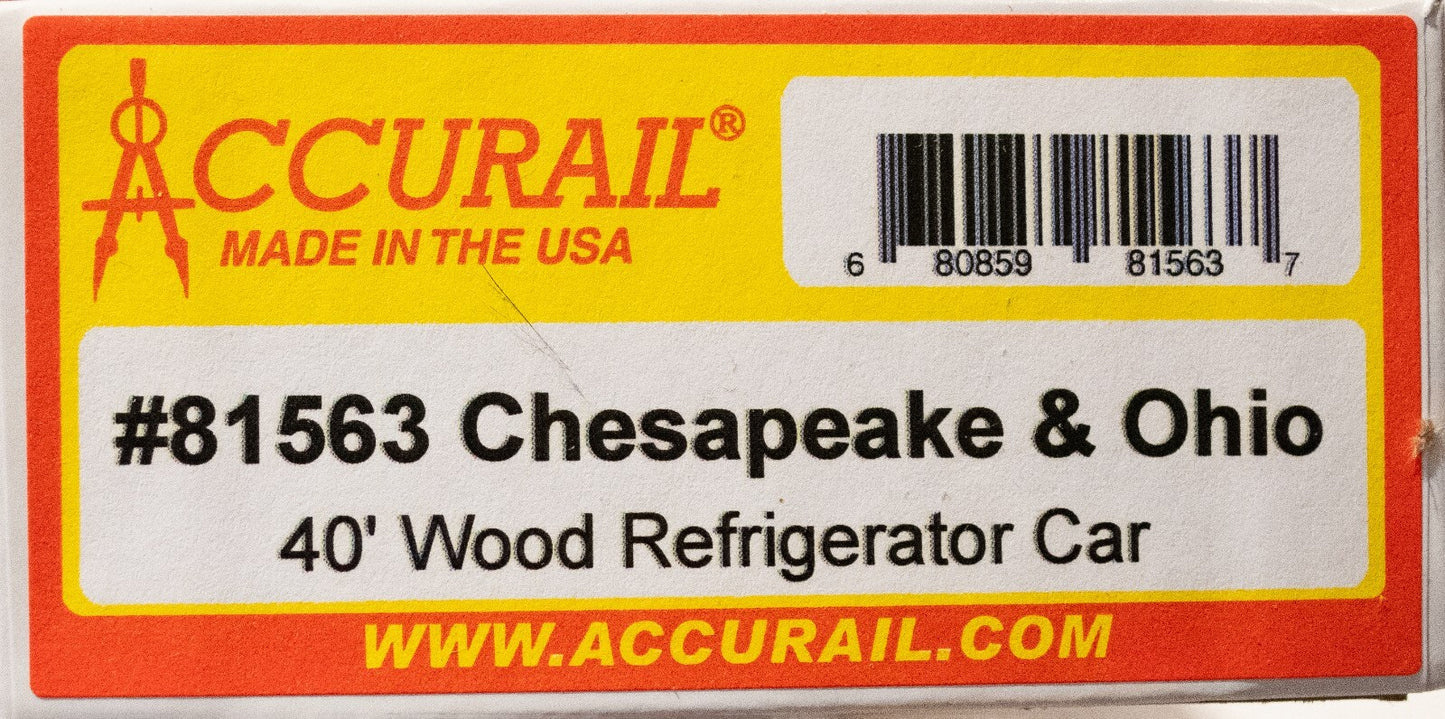 ACCURAIL®
MADE IN THE USA
6 80859 81563 7
#81563 Chesapeake & Ohio
40' Wood Refrigerator Car
WWW.ACCURAIL.COM